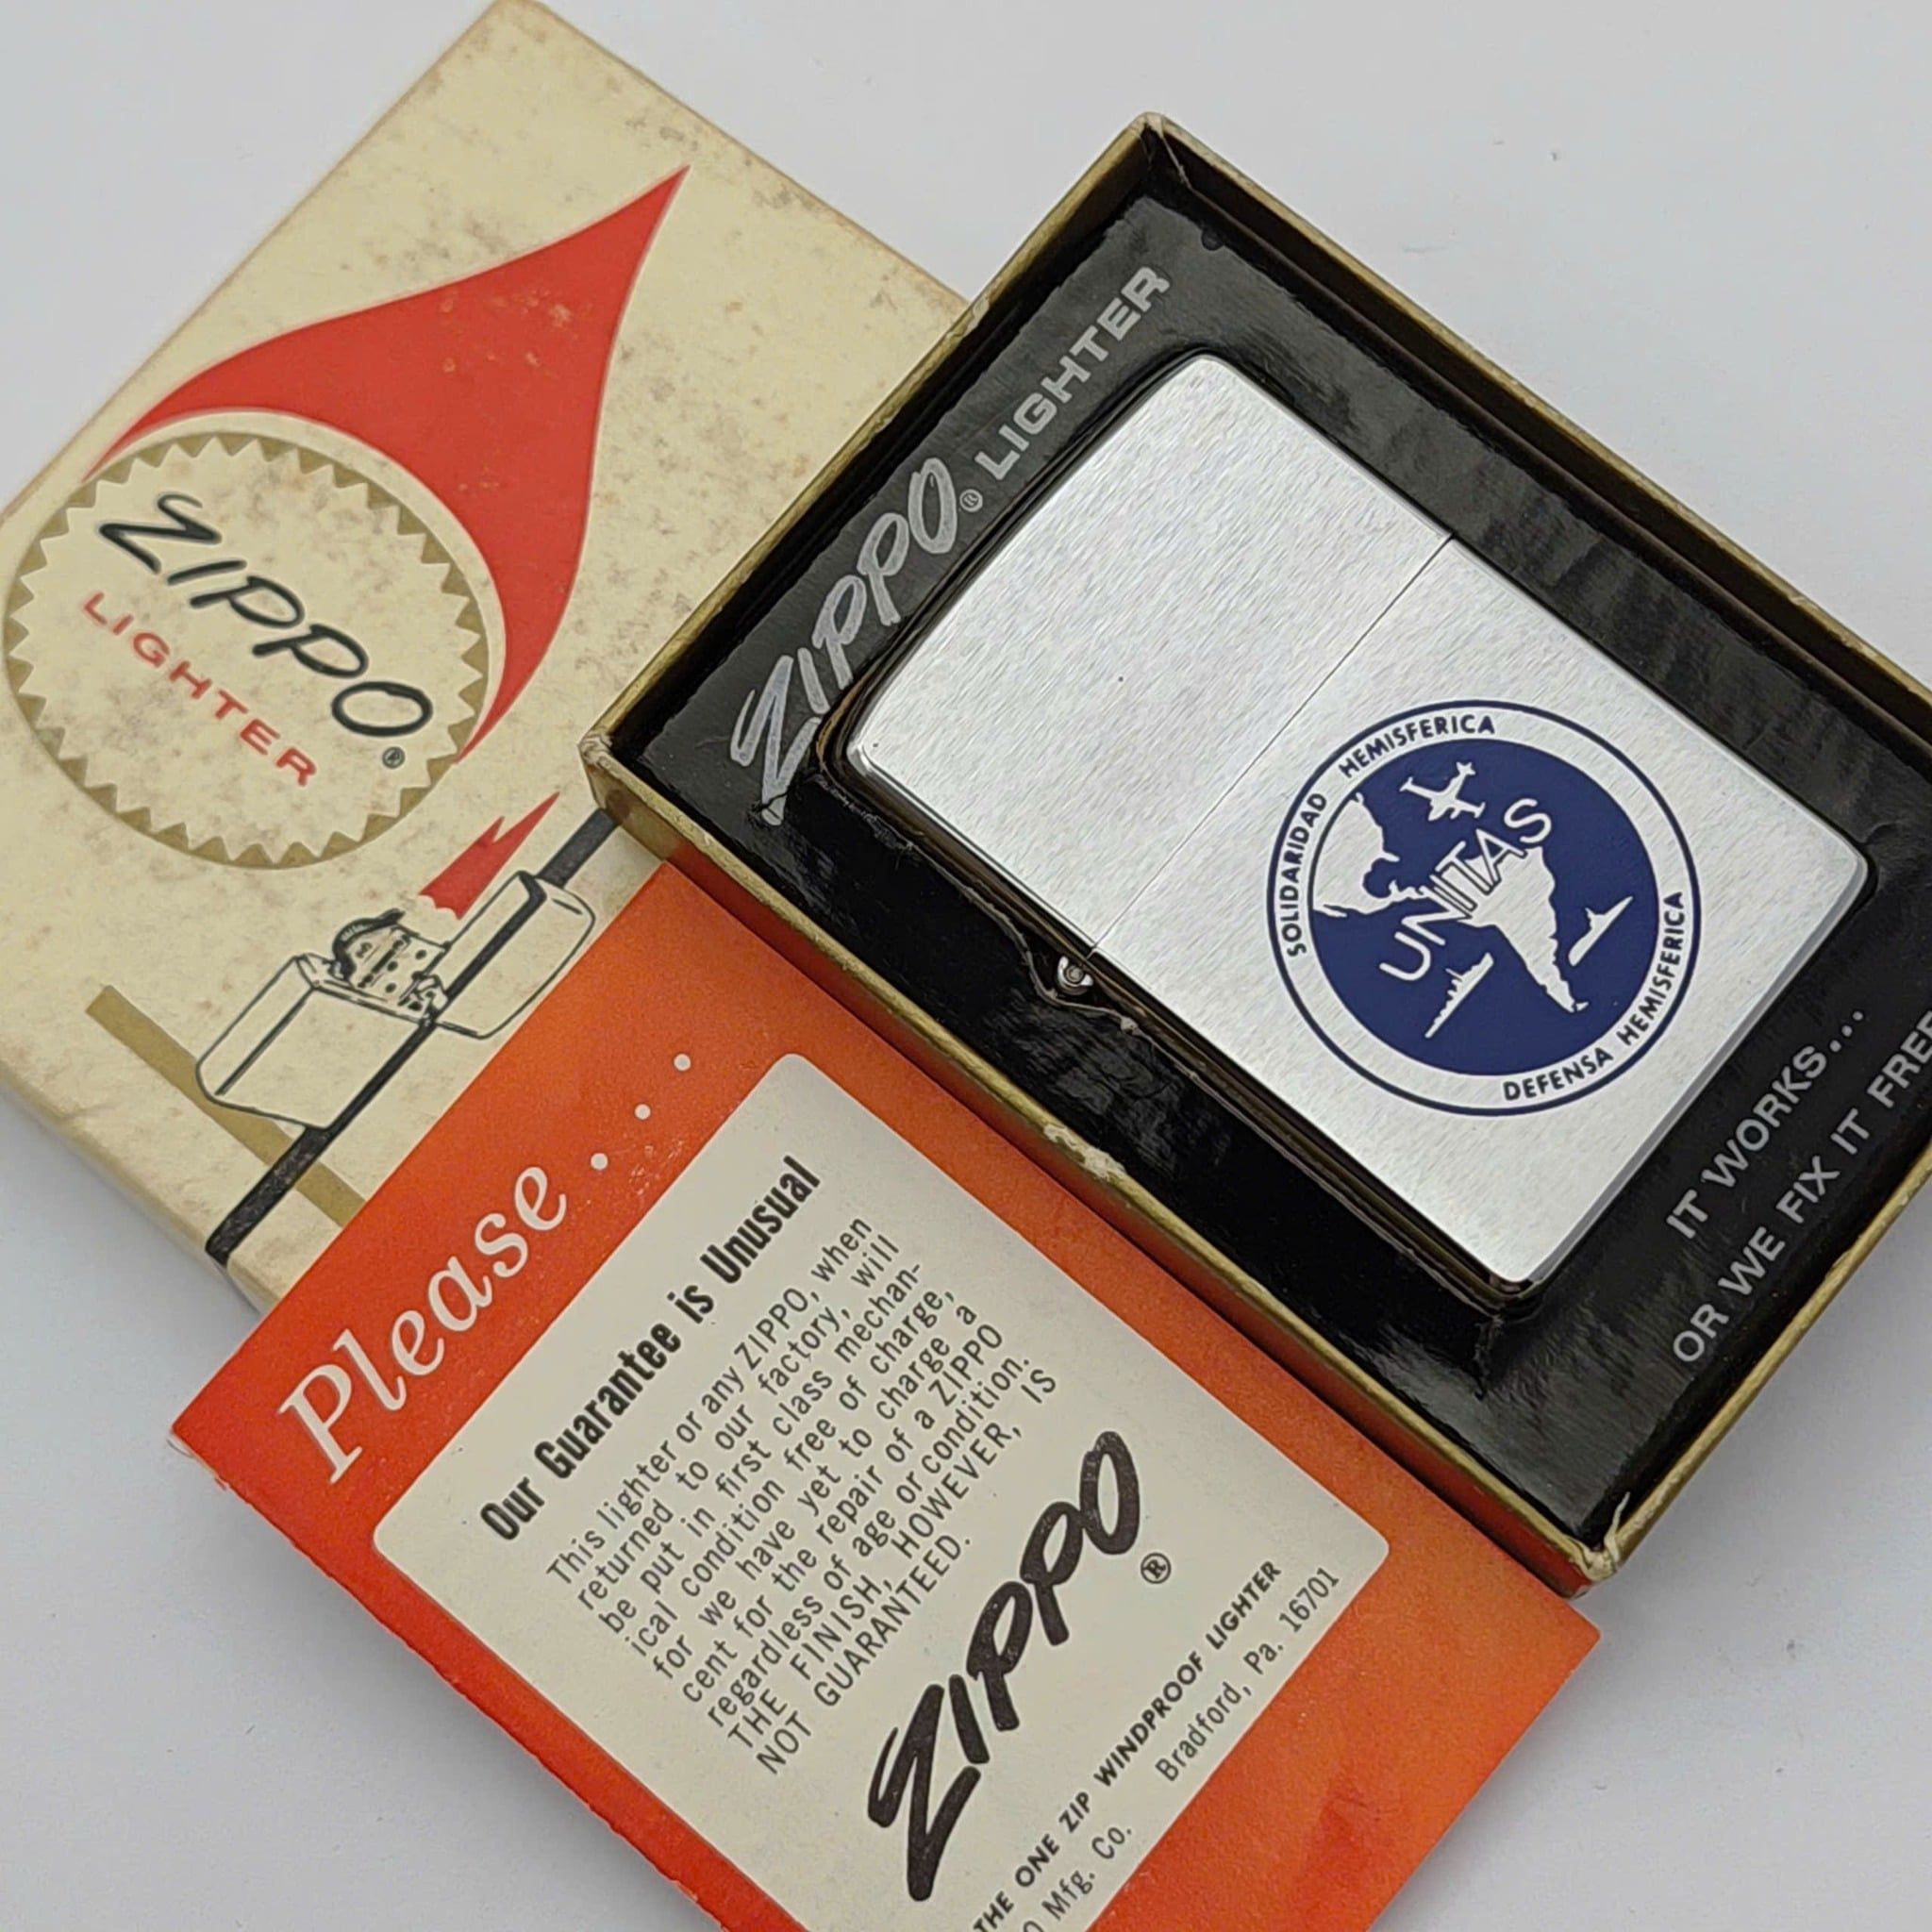 ZIPPO
LIGHTER
®
ZIPPO® LIGHTER
SOLIDARIDAD HEMISFERICA
UNITAS
DEFENSA HEMISFERICA
IT WORKS...
OR WE FIX IT FREE
Please...
Our Guarantee is Unusual
This lighter or any ZIPPO, when
returned to our factory, will
be put in first class mechan-
ical condition free of charge,
for we have yet to charge a
cent for the repair of a ZIPPO
regardless of age or condition.
THE FINISH, HOWEVER, IS
NOT GUARANTEED.
ZIPPO
®
THE ONE ZIP WINDPROOF LIGHTER
Mfg. Co. Bradford, Pa. 16701